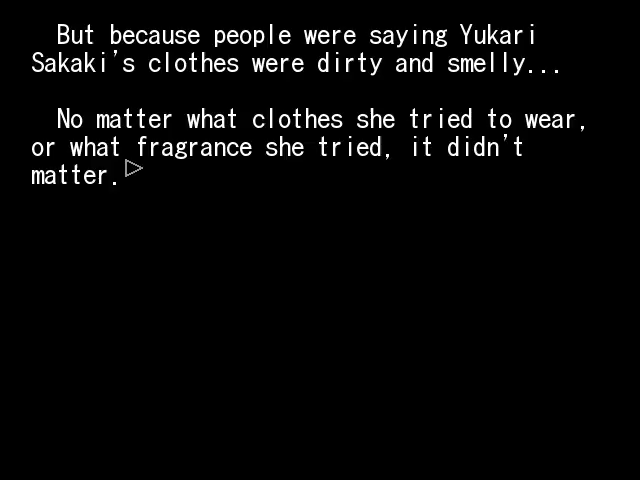 But because people were saying Yukari
Sakaki's clothes were dirty and smelly...
No matter what clothes she tried to wear,
or what fragrance she tried, it didn't
matter.